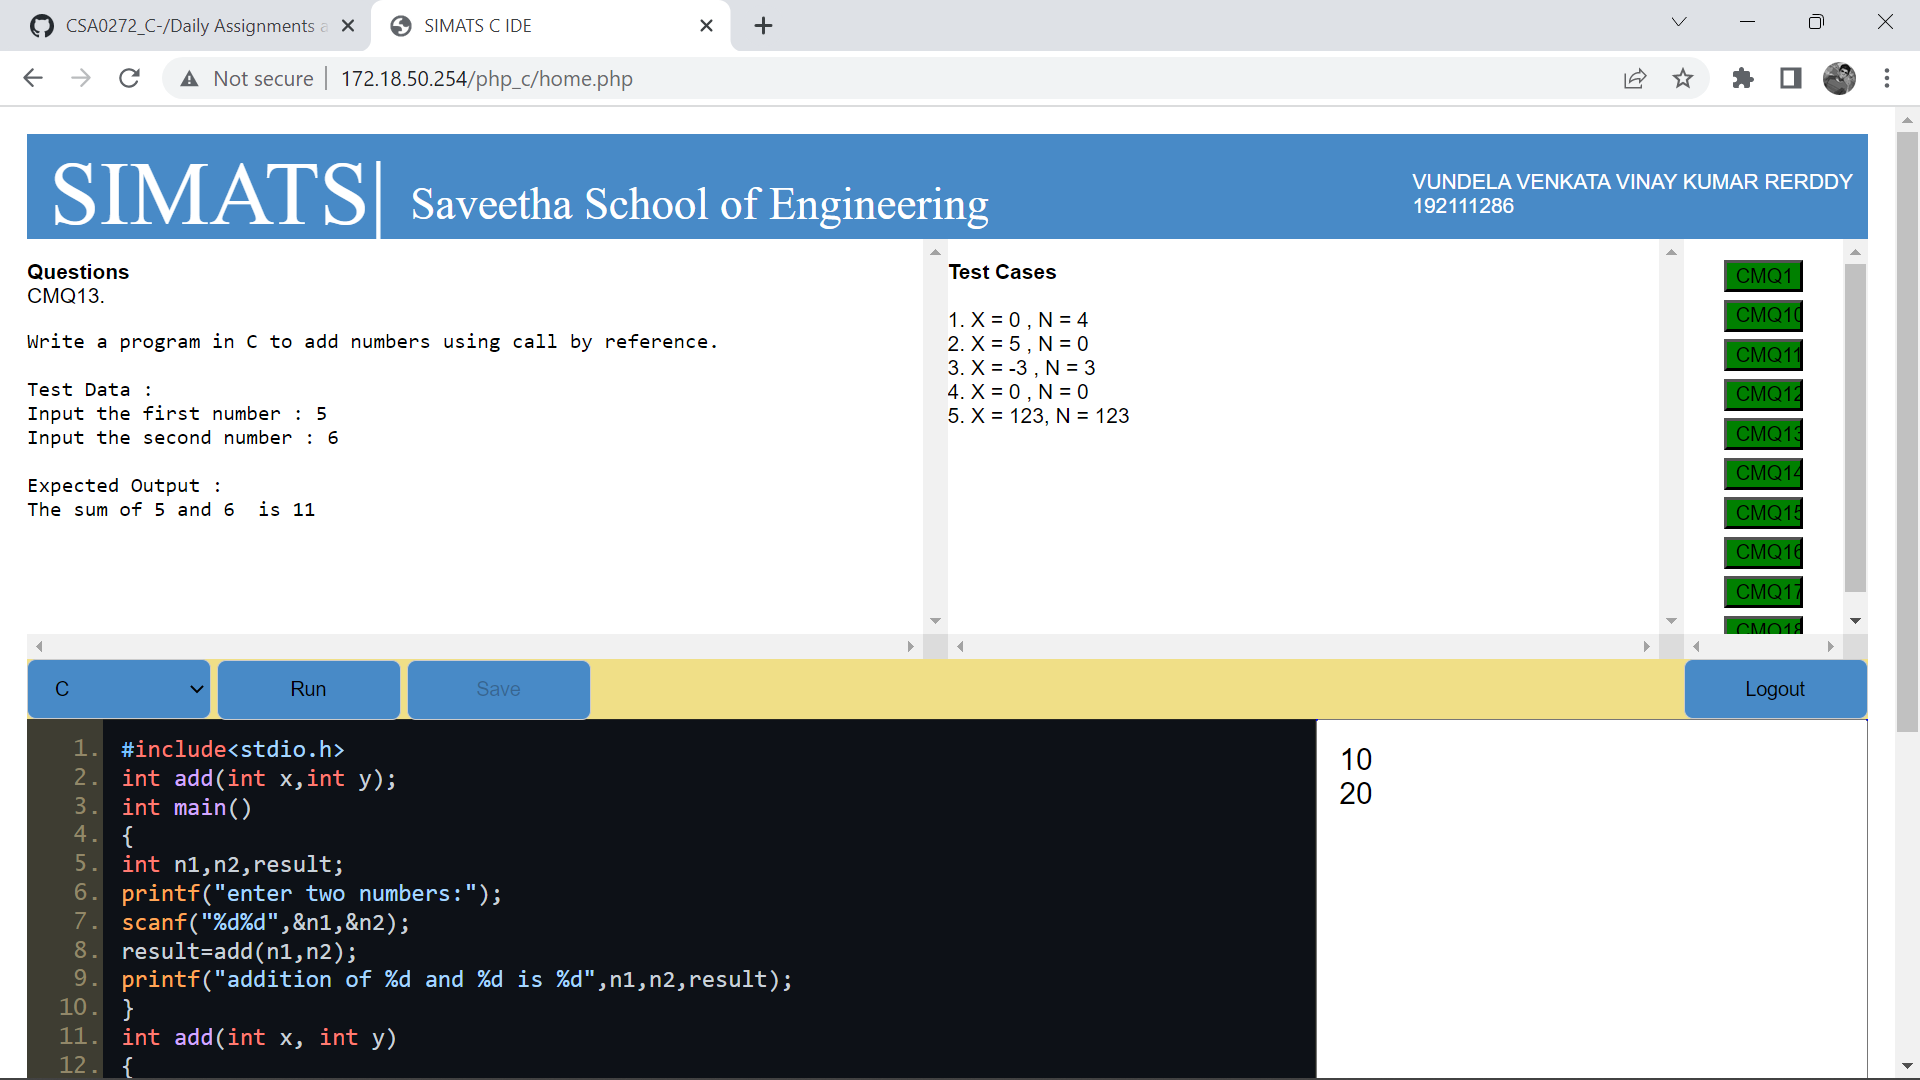 CSA0272_C-/Daily Assignments a
SIMATS C IDE
Not secure
172.18.50.254/php_c/home.php
SIMATS|
Saveetha School of Engineering
VUNDELA VENKATA VINAY KUMAR RERDDY
192111286
Questions
CMQ13.
Write a program in C to add numbers using call by reference.
Test Data :
Input the first number : 5
Input the second number : 6
Expected Output :
The sum of 5 and 6  is 11
Test Cases
1. X = 0 , N = 4
2. X = 5 , N = 0
3. X = -3 , N = 3
4. X = 0 , N = 0
5. X = 123, N = 123
CMQ1
CMQ10
CMQ11
CMQ12
CMQ13
CMQ14
CMQ15
CMQ16
CMQ17
CMQ18
C
Run
Save
Logout
1. #include<stdio.h>
2. int add(int x,int y);
3. int main()
4. {
5. int n1,n2,result;
6. printf("enter two numbers:");
7. scanf("%d%d",&n1,&n2);
8. result=add(n1,n2);
9. printf("addition of %d and %d is %d",n1,n2,result);
10. }
11. int add(int x, int y)
12. {
10
20